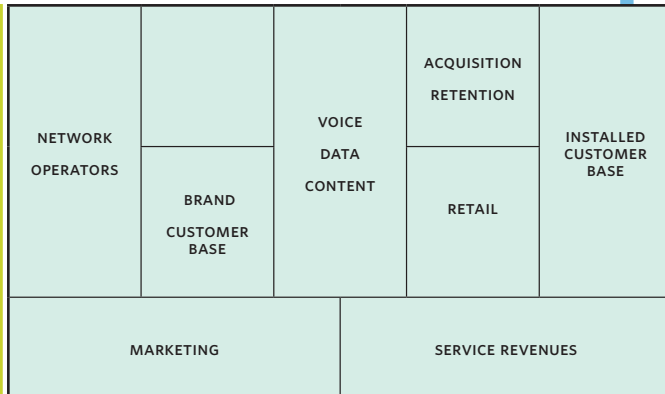 NETWORK
OPERATORS
BRAND
CUSTOMER
BASE
VOICE
DATA
CONTENT
ACQUISITION
RETENTION
RETAIL
INSTALLED
CUSTOMER
BASE
MARKETING
SERVICE REVENUES